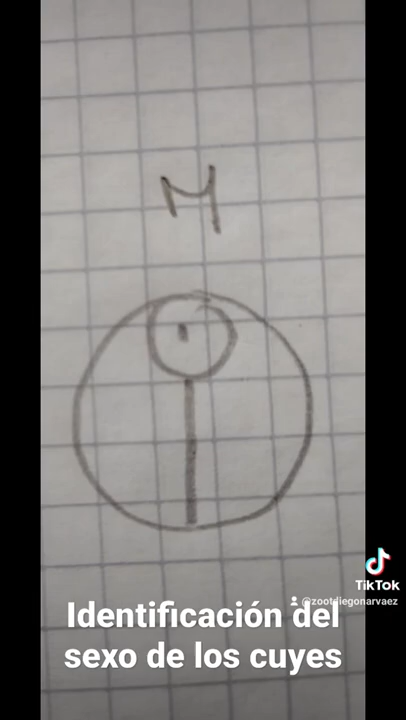 M
TikTok
@zootdiegonarvaez
Identificación del
sexo de los cuyes